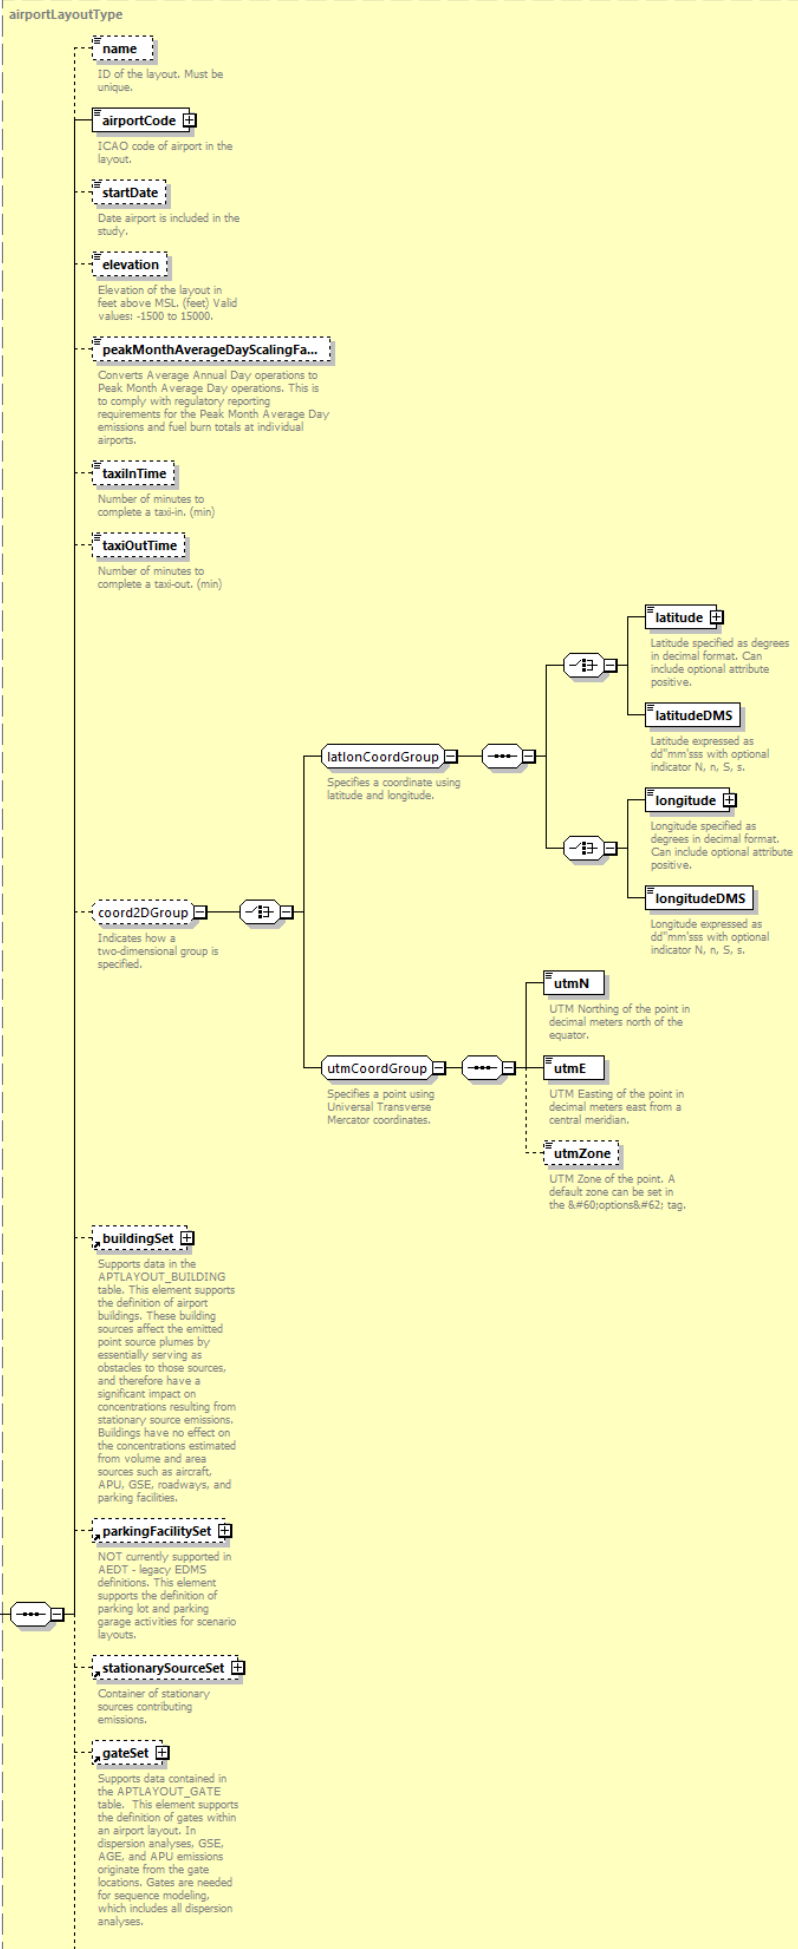 airportLayoutType
name
ID of the layout. Must be
unique.
airportCode
ICAO code of airport in the
layout.
startDate
Date airport is included in the
study.
elevation
Elevation of the layout in
feet above MSL. (feet) Valid
values: -1500 to 15000.
peakMonthAverageDayScalingFa...
Converts Average Annual Day operations to
Peak Month Average Day operations. This is
to comply with regulatory reporting
requirements for the Peak Month Average Day
emissions and fuel burn totals at individual
airports.
taxiInTime
Number of minutes to
complete a taxi-in. (min)
taxiOutTime
Number of minutes to
complete a taxi-out. (min)
latitude
Latitude specified as degrees
in decimal format. Can
include optional attribute
positive.
latitudeDMS
Latitude expressed as
dd"mm'sss with optional
indicator N, n, S, s.
latlonCoordGroup
Specifies a coordinate using
latitude and longitude.
longitude
Longitude specified as
degrees in decimal format.
Can include optional attribute
positive.
longitudeDMS
Longitude expressed as
dd"mm'sss with optional
indicator N, n, S, s.
coord2DGroup
Indicates how a
two-dimensional group is
specified.
utmN
UTM Northing of the point in
decimal meters north of the
equator.
utmCoordGroup
Specifies a point using
Universal Transverse
Mercator coordinates.
utmE
UTM Easting of the point in
decimal meters east from a
central meridian.
utmZone
UTM Zone of the point. A
default zone can be set in
the &#60;options&#62; tag.
buildingSet
Supports data in the
APTLAYOUT_BUILDING
table. This element supports
the definition of airport
buildings. These building
sources affect the emitted
point source plumes by
essentially serving as
obstacles to those sources,
and therefore have a
significant impact on
concentrations resulting from
stationary source emissions.
Buildings have no effect on
the concentrations estimated
from volume and area
sources such as aircraft,
APU, GSE, roadways, and
parking facilities.
parkingFacilitySet
NOT currently supported in
AEDT - legacy EDMS
definitions. This element
supports the definition of
parking lot and parking
garage activities for scenario
layouts.
stationarySourceSet
Container of stationary
sources contributing
emissions.
gateSet
Supports data contained in
the APTLAYOUT_GATE
table.  This element supports
the definition of gates within
an airport layout. In
dispersion analyses, GSE,
AGE, and APU emissions
originate from the gate
locations. Gates are needed
for sequence modeling,
which includes all dispersion
analyses.